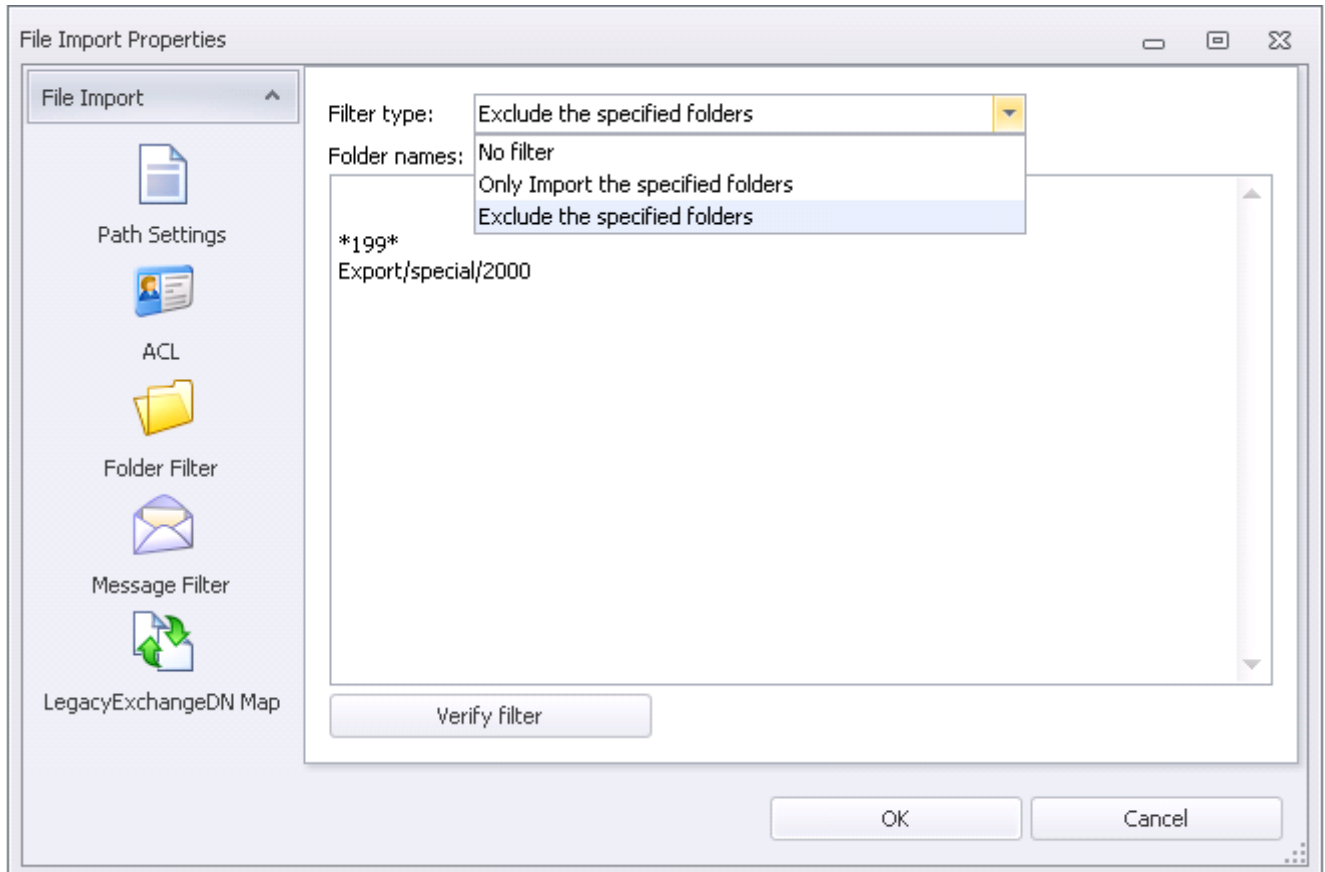 File Import Properties
File Import
Path Settings
ACL
Folder Filter
Message Filter
LegacyExchangeDN Map
Filter type: Exclude the specified folders
No filter
Only Import the specified folders
Exclude the specified folders
Folder names:
*199*
Export/special/2000
Verify filter
OK
Cancel